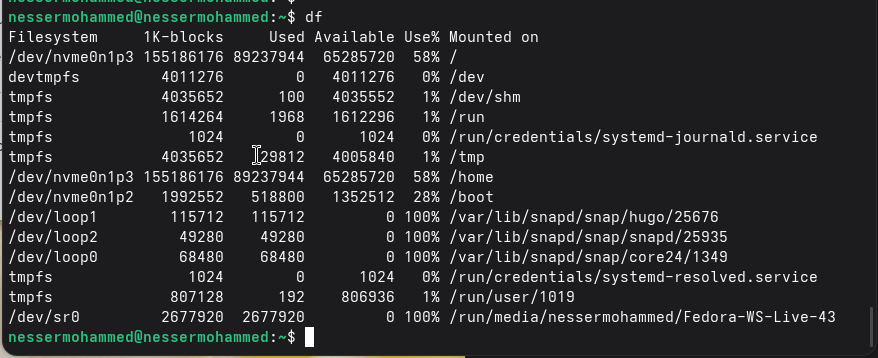 nessermohammed@nessermohammed:~$ df
Filesystem     1K-blocks     Used Available Use% Mounted on
/dev/nvme0n1p3 155186176 89237944  65285720  58% /
devtmpfs         4011276        0   4011276   0% /dev
tmpfs            4035652      100   4035552   1% /dev/shm
tmpfs            1614264     1968   1612296   1% /run
tmpfs               1024        0      1024   0% /run/credentials/systemd-journald.service
tmpfs            4035652    29812   4005840   1% /tmp
/dev/nvme0n1p3 155186176 89237944  65285720  58% /home
/dev/nvme0n1p2   1992552   518800   1352512  28% /boot
/dev/loop1        115712   115712         0 100% /var/lib/snapd/snap/hugo/25676
/dev/loop2         49280    49280         0 100% /var/lib/snapd/snap/snapd/25935
/dev/loop0         68480    68480         0 100% /var/lib/snapd/snap/core24/1349
tmpfs               1024        0      1024   0% /run/credentials/systemd-resolved.service
tmpfs             807128      192    806936   1% /run/user/1019
/dev/sr0         2677920  2677920         0 100% /run/media/nessermohammed/Fedora-WS-Live-43
nessermohammed@nessermohammed:~$